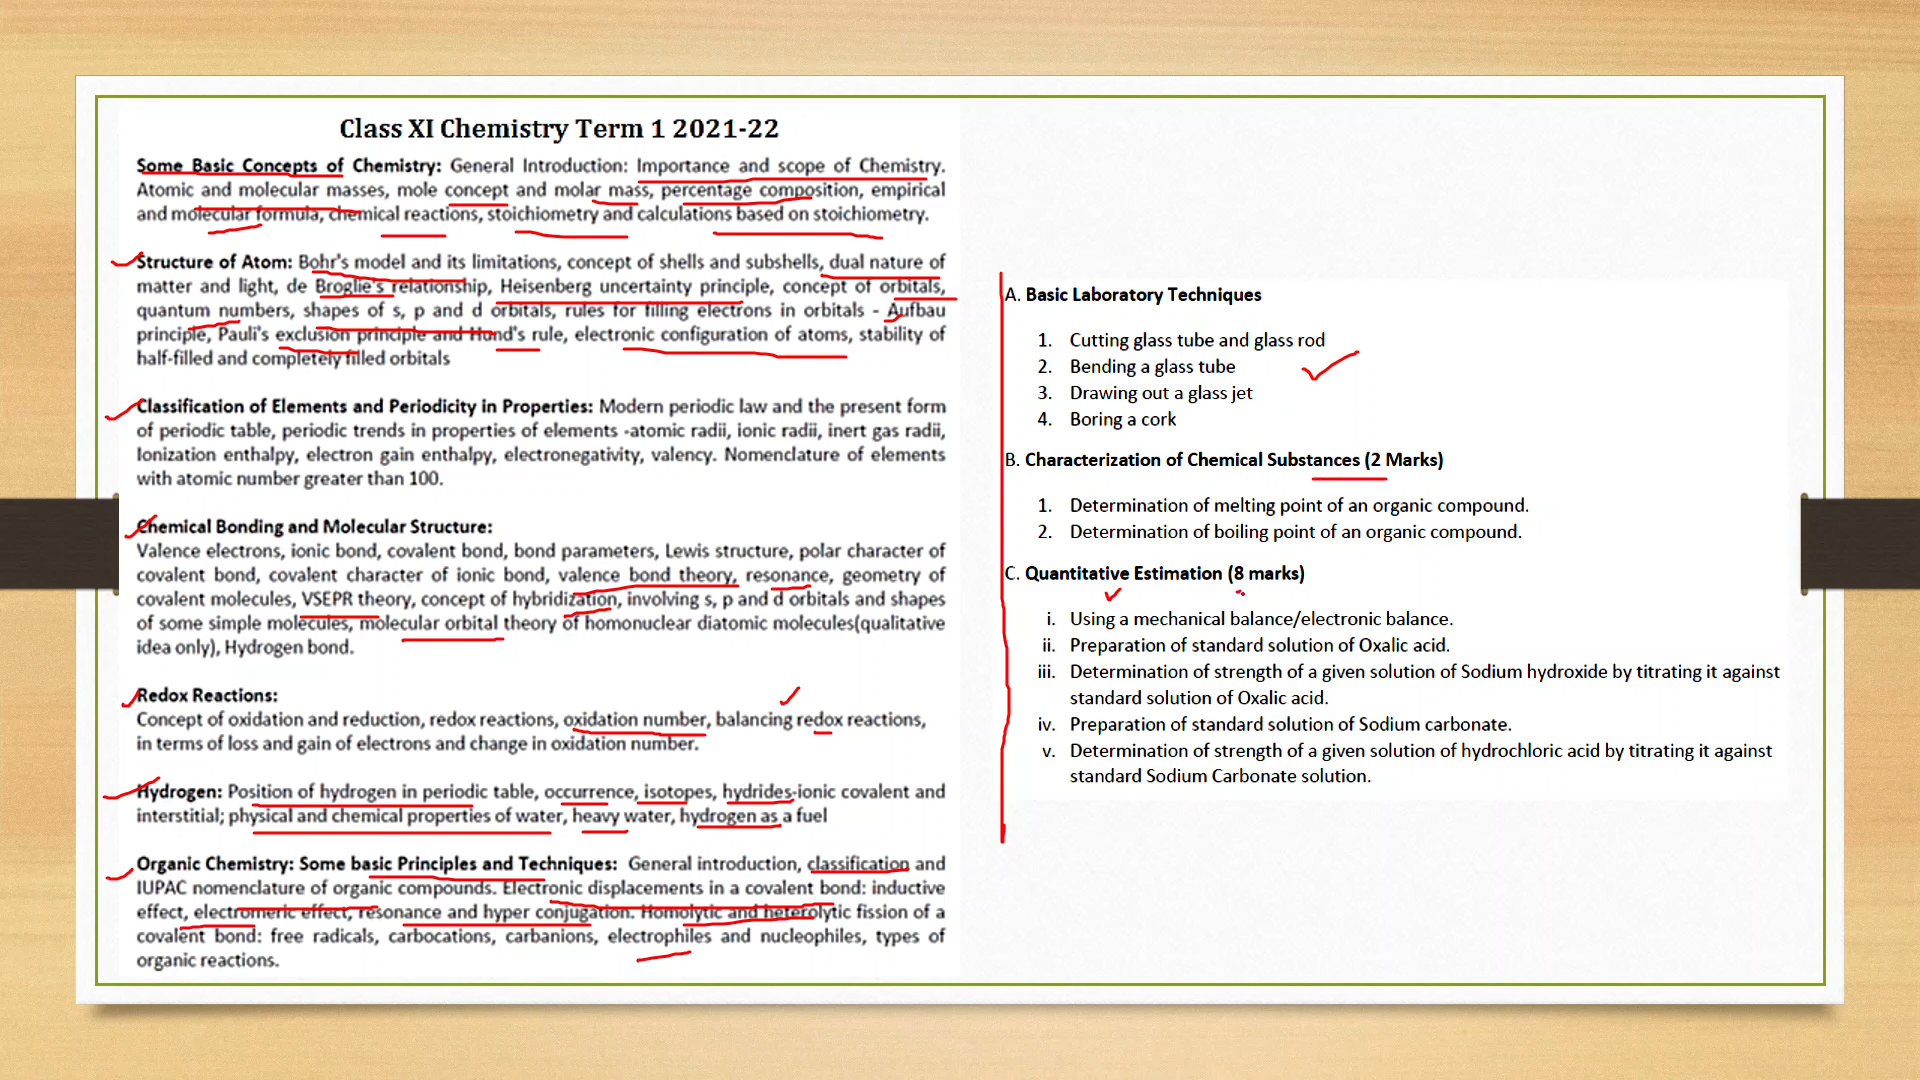 Class XI Chemistry Term 1 2021-22
Some Basic Concepts of Chemistry: General Introduction: Importance and scope of Chemistry.
Atomic and molecular masses, mole concept and molar mass, percentage composition, empirical
and molecular formula, chemical reactions, stoichiometry and calculations based on stoichiometry.
Structure of Atom: Bohr's model and its limitations, concept of shells and subshells, dual nature of
matter and light, de Broglie's relationship, Heisenberg uncertainty principle, concept of orbitals,
quantum numbers, shapes of s, p and d orbitals, rules for filling electrons in orbitals - Aufbau
principle, Pauli's exclusion principle and Hund's rule, electronic configuration of atoms, stability of
half-filled and completely filled orbitals
Classification of Elements and Periodicity in Properties: Modern periodic law and the present form
of periodic table, periodic trends in properties of elements -atomic radii, ionic radii, inert gas radii,
Ionization enthalpy, electron gain enthalpy, electronegativity, valency. Nomenclature of elements
with atomic number greater than 100.
Chemical Bonding and Molecular Structure:
Valence electrons, ionic bond, covalent bond, bond parameters, Lewis structure, polar character of
covalent bond, covalent character of ionic bond, valence bond theory, resonance, geometry of
covalent molecules, VSEPR theory, concept of hybridization, involving s, p and d orbitals and shapes
of some simple molecules, molecular orbital theory of homonuclear diatomic molecules(qualitative
idea only), Hydrogen bond.
Redox Reactions:
Concept of oxidation and reduction, redox reactions, oxidation number, balancing redox reactions,
in terms of loss and gain of electrons and change in oxidation number.
Hydrogen: Position of hydrogen in periodic table, occurrence, isotopes, hydrides-ionic covalent and
interstitial; physical and chemical properties of water, heavy water, hydrogen as a fuel
Organic Chemistry: Some basic Principles and Techniques: General introduction, classification and
IUPAC nomenclature of organic compounds. Electronic displacements in a covalent bond: inductive
effect, electromeric effect, resonance and hyper conjugation. Homolytic and heterolytic fission of a
covalent bond: free radicals, carbocations, carbanions, electrophiles and nucleophiles, types of
organic reactions.
A. Basic Laboratory Techniques
1. Cutting glass tube and glass rod
2. Bending a glass tube
3. Drawing out a glass jet
4. Boring a cork
B. Characterization of Chemical Substances (2 Marks)
1. Determination of melting point of an organic compound.
2. Determination of boiling point of an organic compound.
C. Quantitative Estimation (8 marks)
i. Using a mechanical balance/electronic balance.
ii. Preparation of standard solution of Oxalic acid.
iii. Determination of strength of a given solution of Sodium hydroxide by titrating it against
standard solution of Oxalic acid.
iv. Preparation of standard solution of Sodium carbonate.
v. Determination of strength of a given solution of hydrochloric acid by titrating it against
standard Sodium Carbonate solution.